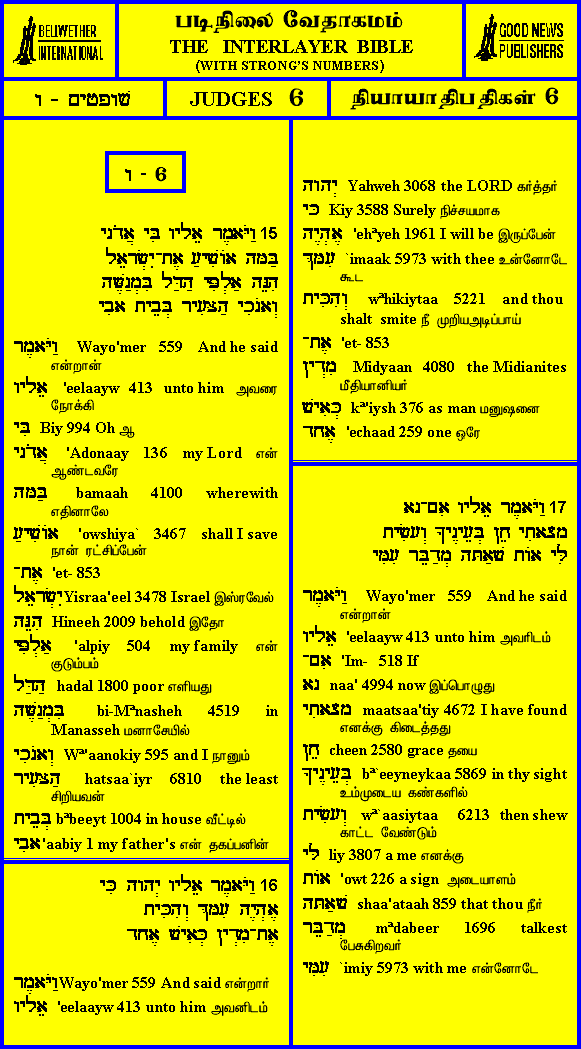 BELLWETHER
INTERNATIONAL
படிநிலை வேதாகமம்
THE INTERLAYER BIBLE
(WITH STRONG'S NUMBERS)
GOOD NEWS
PUBLISHERS
שופטים - ו
JUDGES 6
நியாயாதிபதிகள் 6
ו - 6
15 וַיֹּאמֶר אֵלָיו בִּי אֲדֹנָי
בַּמָּה אוֹשִׁיעַ אֶת־יִשְׂרָאֵל
הִנֵּה אַלְפִּי הַדַּל בִּמְנַשֶּׁה
וְאָנֹכִי הַצָּעִיר בְּבֵית אָבִי
וַיֹּאמֶר Wayo'mer 559 And he said
என்றான்
אֵלָיו 'eelaayw 413 unto him அவரை
நோக்கி
בִּי Biy 994 Oh ஆ
אֲדֹנָי 'Adonaay 136 my Lord என்
ஆண்டவரே
בַּמָּה bamaah 4100 wherewith
எதினாலே
אוֹשִׁיעַ 'owshiya` 3467 shall I save
நான் ரட்சிப்பேன்
אֶת־ 'et- 853
יִשְׂרָאֵל Yisraa'eel 3478 Israel இஸ்ரவேல்
הִנֵּה Hineeh 2009 behold இதோ
אַלְפִּי 'alpiy 504 my family என்
குடும்பம்
הַדַּל hadal 1800 poor எளியது
בִּמְנַשֶּׁה bi-Mªnasheh 4519 in
Manasseh மனாசேயில்
וְאָנֹכִי Wª'aanokiy 595 and I நானும்
הַצָּעִיר hatsaa`iyr 6810 the least
சிறியவன்
בְּבֵית bªbeeyt 1004 in house வீட்டில்
אָבִי 'aabiy 1 my father's என் தகப்பனின்
16 וַיֹּאמֶר אֵלָיו יְהוָה כִּי
אֶהְיֶה עִמָּךְ וְהִכִּיתָ
אֶת־מִדְיָן כְּאִישׁ אֶחָד
וַיֹּאמֶר Wayo'mer 559 And said என்றார்
אֵלָיו 'eelaayw 413 unto him அவனிடம்
יְהוָה Yahweh 3068 the LORD கர்த்தர்
כִּי Kiy 3588 Surely நிச்சயமாக
אֶהְיֶה 'ehªyeh 1961 I will be இருப்பேன்
עִמָּךְ `imaak 5973 with thee உன்னோடே
கூட
וְהִכִּיתָ wªhikiytaa 5221 and thou
shalt smite நீ முறியஅடிப்பாய்
אֶת־ 'et- 853
מִדְיָן Midyaan 4080 the Midianites
மீதியானியர்
כְּאִישׁ kª'iysh 376 as man மனுஷனை
אֶחָד 'echaad 259 one ஒரே
17 וַיֹּאמֶר אֵלָיו אִם־נָא
מָצָאתִי חֵן בְּעֵינֶיךָ וְעָשִׂיתָ
לִּי אוֹת שָׁאַתָּה מְדַבֵּר עִמִּי
וַיֹּאמֶר Wayo'mer 559 And he said
என்றான்
אֵלָיו 'eelaayw 413 unto him அவரிடம்
אִם־ 'Im- 518 If
נָא naa' 4994 now இப்பொழுது
מָצָאתִי maatsaa'tiy 4672 I have found
எனக்கு கிடைத்தது
חֵן cheen 2580 grace தயை
בְּעֵינֶיךָ bª`eeyneykaa 5869 in thy sight
உம்முடைய கண்களில்
וְעָשִׂיתָ wª`aasiytaa 6213 then shew
காட்ட வேண்டும்
לִּי liy 3807 a me எனக்கு
אוֹת 'owt 226 a sign அடையாளம்
שָׁאַתָּה shaa'ataah 859 that thou நீர்
מְדַבֵּר mªdabeer 1696 talkest
பேசுகிறவர்
עִמִּי `imiy 5973 with me என்னோடே